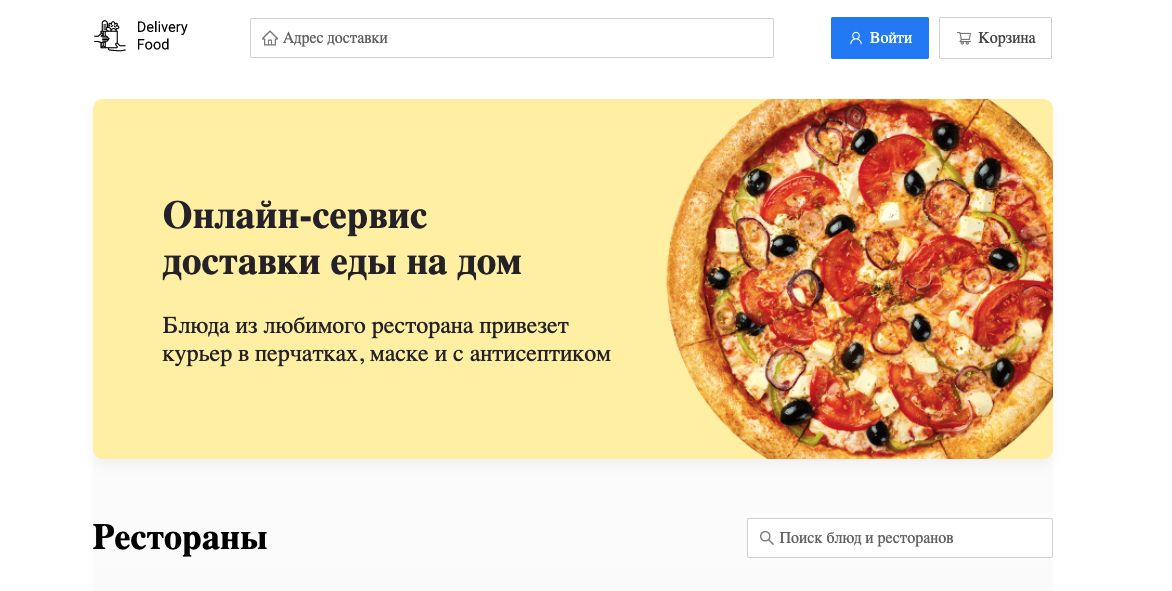 Delivery
Food
Адрес доставки
Войти
Корзина
Онлайн-сервис
доставки еды на дом
Блюда из любимого ресторана привезет
курьер в перчатках, маске и с антисептиком
Рестораны
Поиск блюд и ресторанов